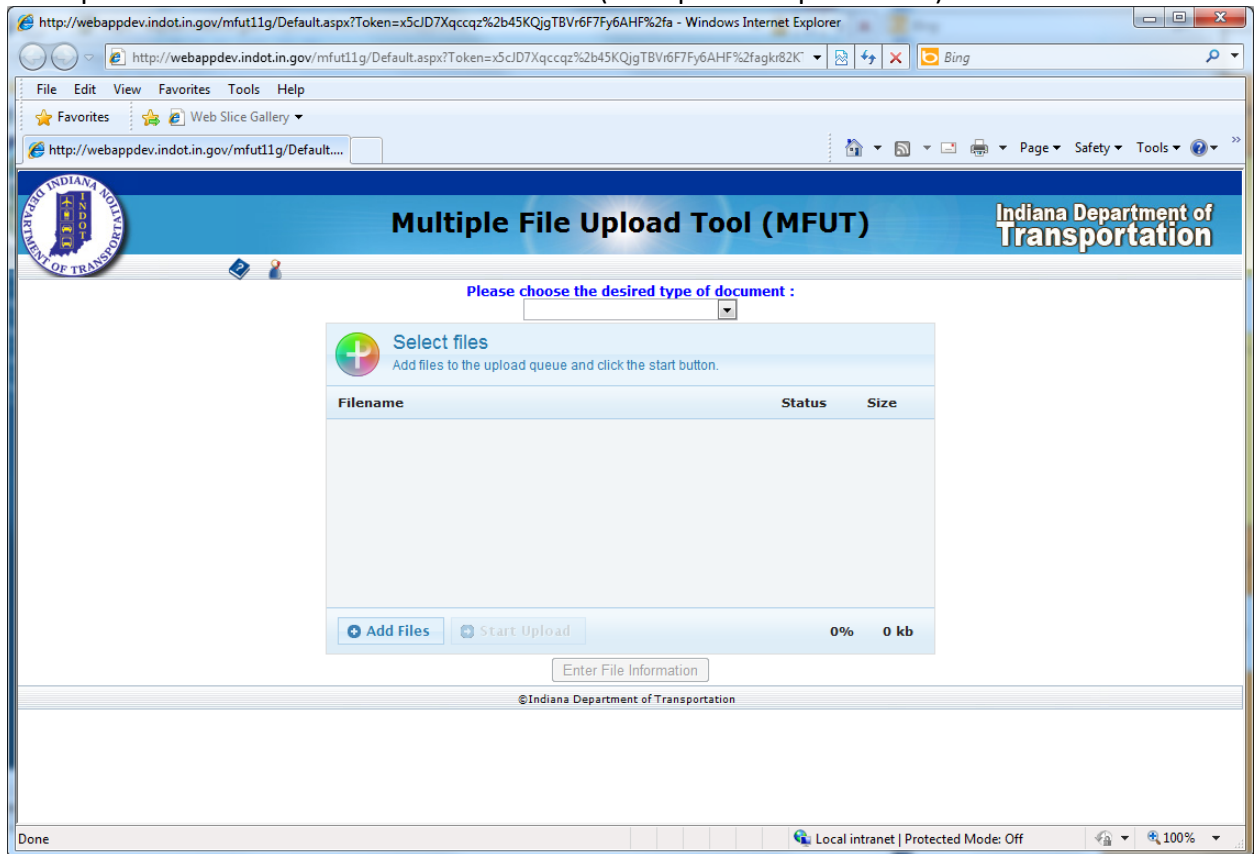 http://webappdev.indot.in.gov/mfut11g/Default.aspx?Token=x5cJD7Xqccqz%2b45KQjgTBVr6F7Fy6AHF%2fa - Windows Internet Explorer
http://webappdev.indot.in.gov/mfut11g/Default.aspx?Token=x5cJD7Xqccqz%2b45KQjgTBVr6F7Fy6AHF%2fagkr82K
Bing
File Edit View Favorites Tools Help
Favorites Web Slice Gallery
http://webappdev.indot.in.gov/mfut11g/Default....
Page Safety Tools
INDIANA DEPARTMENT OF TRANSPORTATION
INDOT
Multiple File Upload Tool (MFUT)
Indiana Department of
Transportation
Please choose the desired type of document :
Select files
Add files to the upload queue and click the start button.
Filename Status Size
Add Files Start Upload 0% 0 kb
Enter File Information
©Indiana Department of Transportation
Done Local intranet | Protected Mode: Off 100%